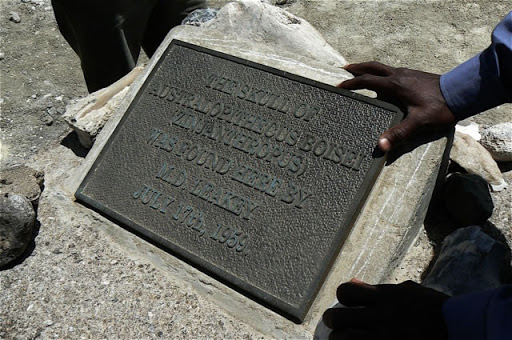 THE SKULL OF
AUSTRALOPITHECUS BOISEI
(ZINJANTHROPUS)
WAS FOUND HERE BY
M.D. LEAKEY
JULY 17th, 1959.